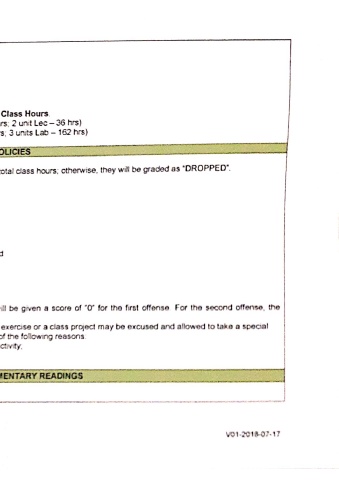 Class Hours
rs; 2 unit Lec – 36 hrs)
rs; 3 units Lab – 162 hrs)
OLICIES
otal class hours; otherwise, they will be graded as "DROPPED".
d
ill be given a score of "0" for the first offense. For the second offense, the
exercise or a class project may be excused and allowed to take a special
of the following reasons:
ctivity;
MENTARY READINGS
V01-2018-07-17